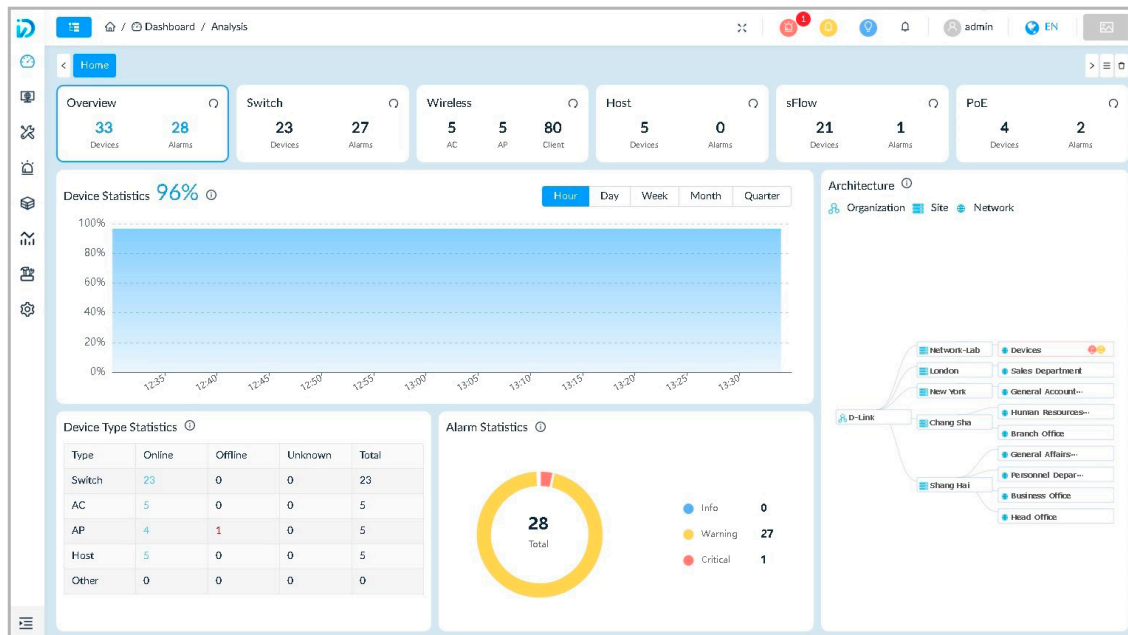 / Dashboard / Analysis
1
admin
EN
Home
Overview
33 28
Devices Alarms
Switch
23 27
Devices Alarms
Wireless
5 5 80
AC AP Client
Host
5 0
Devices Alarms
sFlow
21 1
Devices Alarms
PoE
4 2
Devices Alarms
Device Statistics 96%
Hour Day Week Month Quarter
100%
80%
60%
40%
20%
0%
12:35 12:40 12:45 12:50 12:55 13:00 13:05 13:10 13:15 13:20 13:25 13:30
Architecture
Organization Site Network
D-Link
Network-Lab
London
New York
Chang Sha
Shang Hai
Devices
Sales Department
General Account···
Human Resources···
Branch Office
General Affairs···
Personnel Depar···
Business Office
Head Office
Device Type Statistics
Type Online Offline Unknown Total
Switch 23 0 0 23
AC 5 0 0 5
AP 4 1 0 5
Host 5 0 0 5
Other 0 0 0 0
Alarm Statistics
28
Total
Info 0
Warning 27
Critical 1